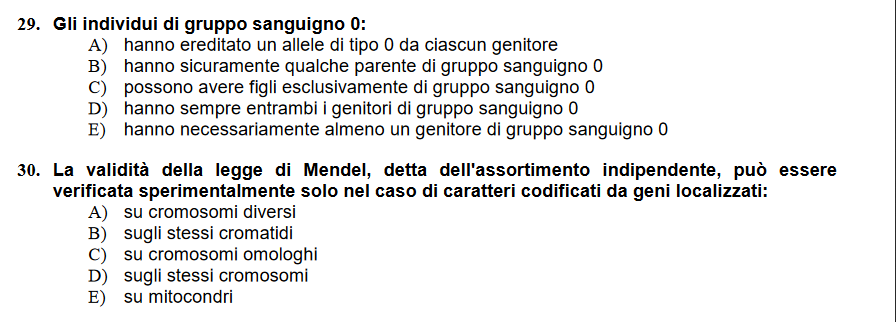 29. Gli individui di gruppo sanguigno 0:
A) hanno ereditato un allele di tipo 0 da ciascun genitore
B) hanno sicuramente qualche parente di gruppo sanguigno 0
C) possono avere figli esclusivamente di gruppo sanguigno 0
D) hanno sempre entrambi i genitori di gruppo sanguigno 0
E) hanno necessariamente almeno un genitore di gruppo sanguigno 0
30. La validità della legge di Mendel, detta dell'assortimento indipendente, può essere
verificata sperimentalmente solo nel caso di caratteri codificati da geni localizzati:
A) su cromosomi diversi
B) sugli stessi cromatidi
C) su cromosomi omologhi
D) sugli stessi cromosomi
E) su mitocondri